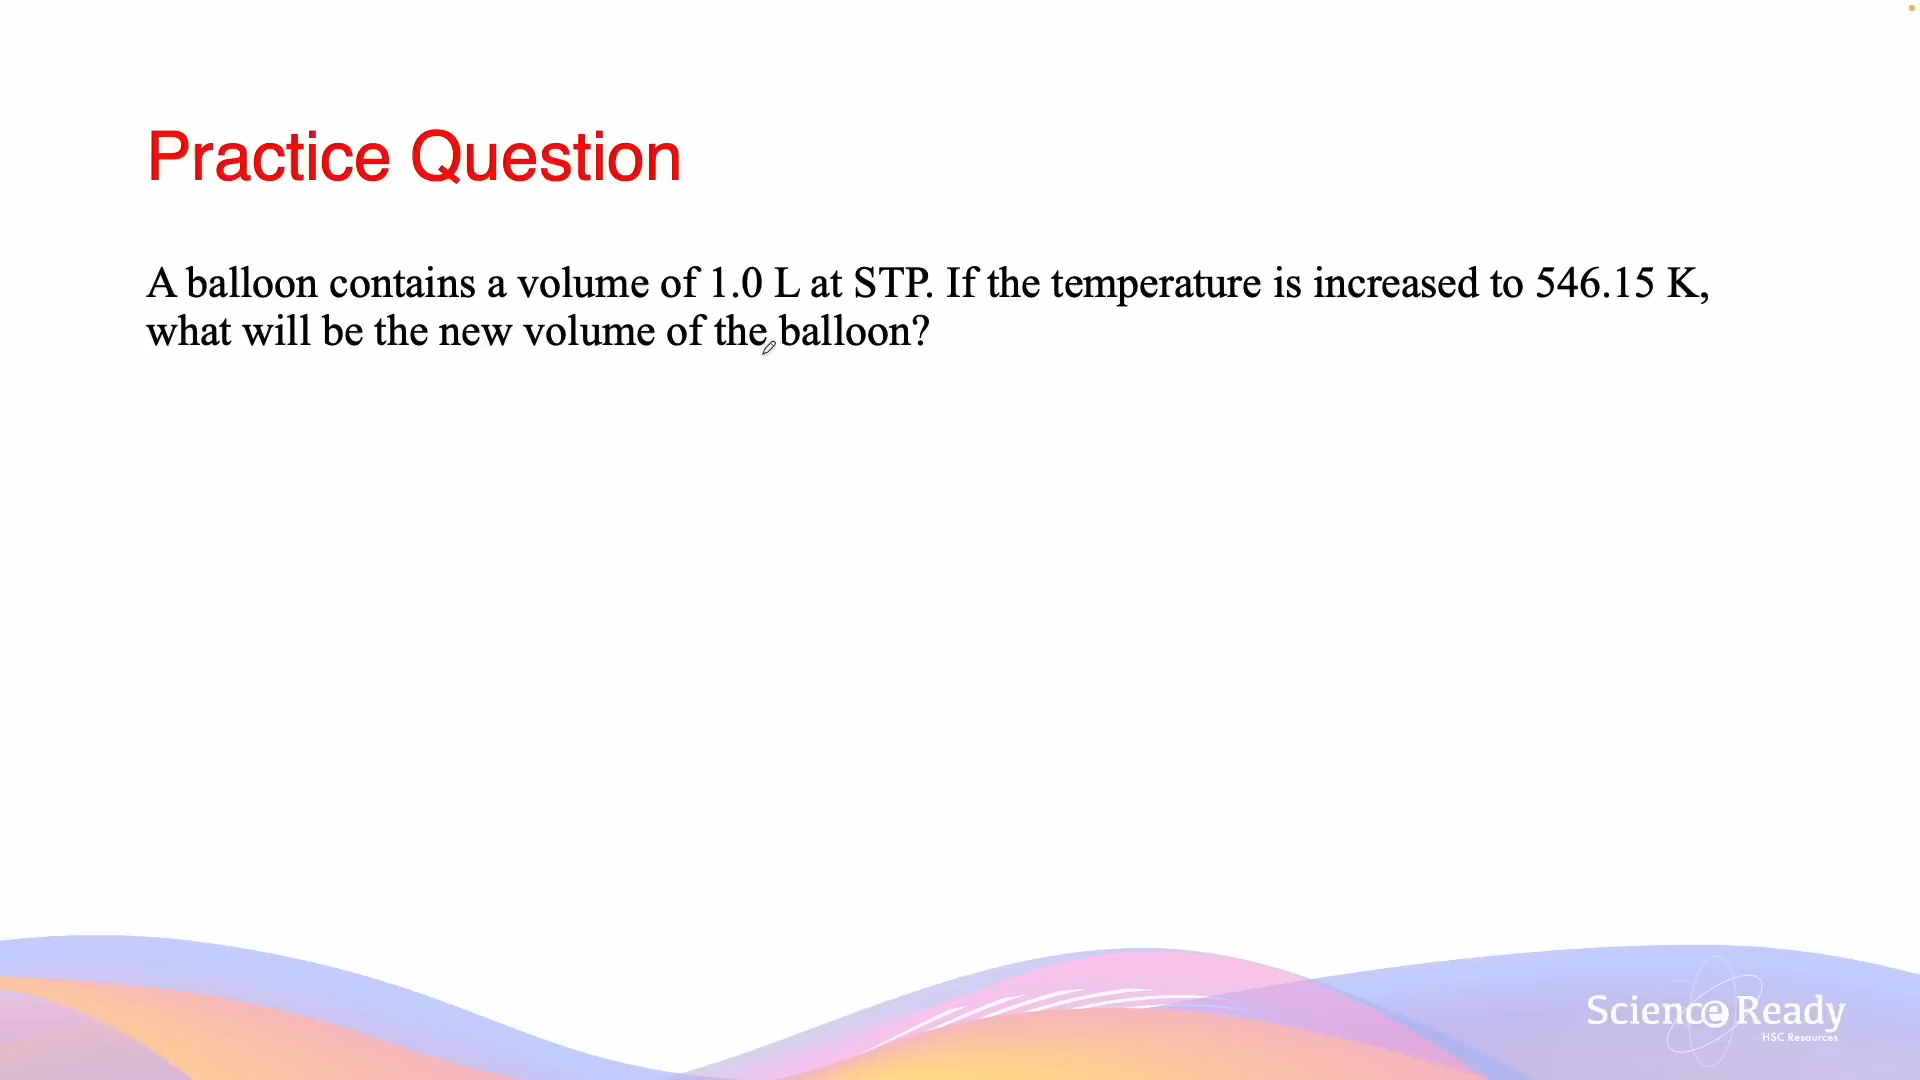 Practice Question
A balloon contains a volume of 1.0 L at STP. If the temperature is increased to 546.15 K,
what will be the new volume of the balloon?
Science Ready
HSC Resources